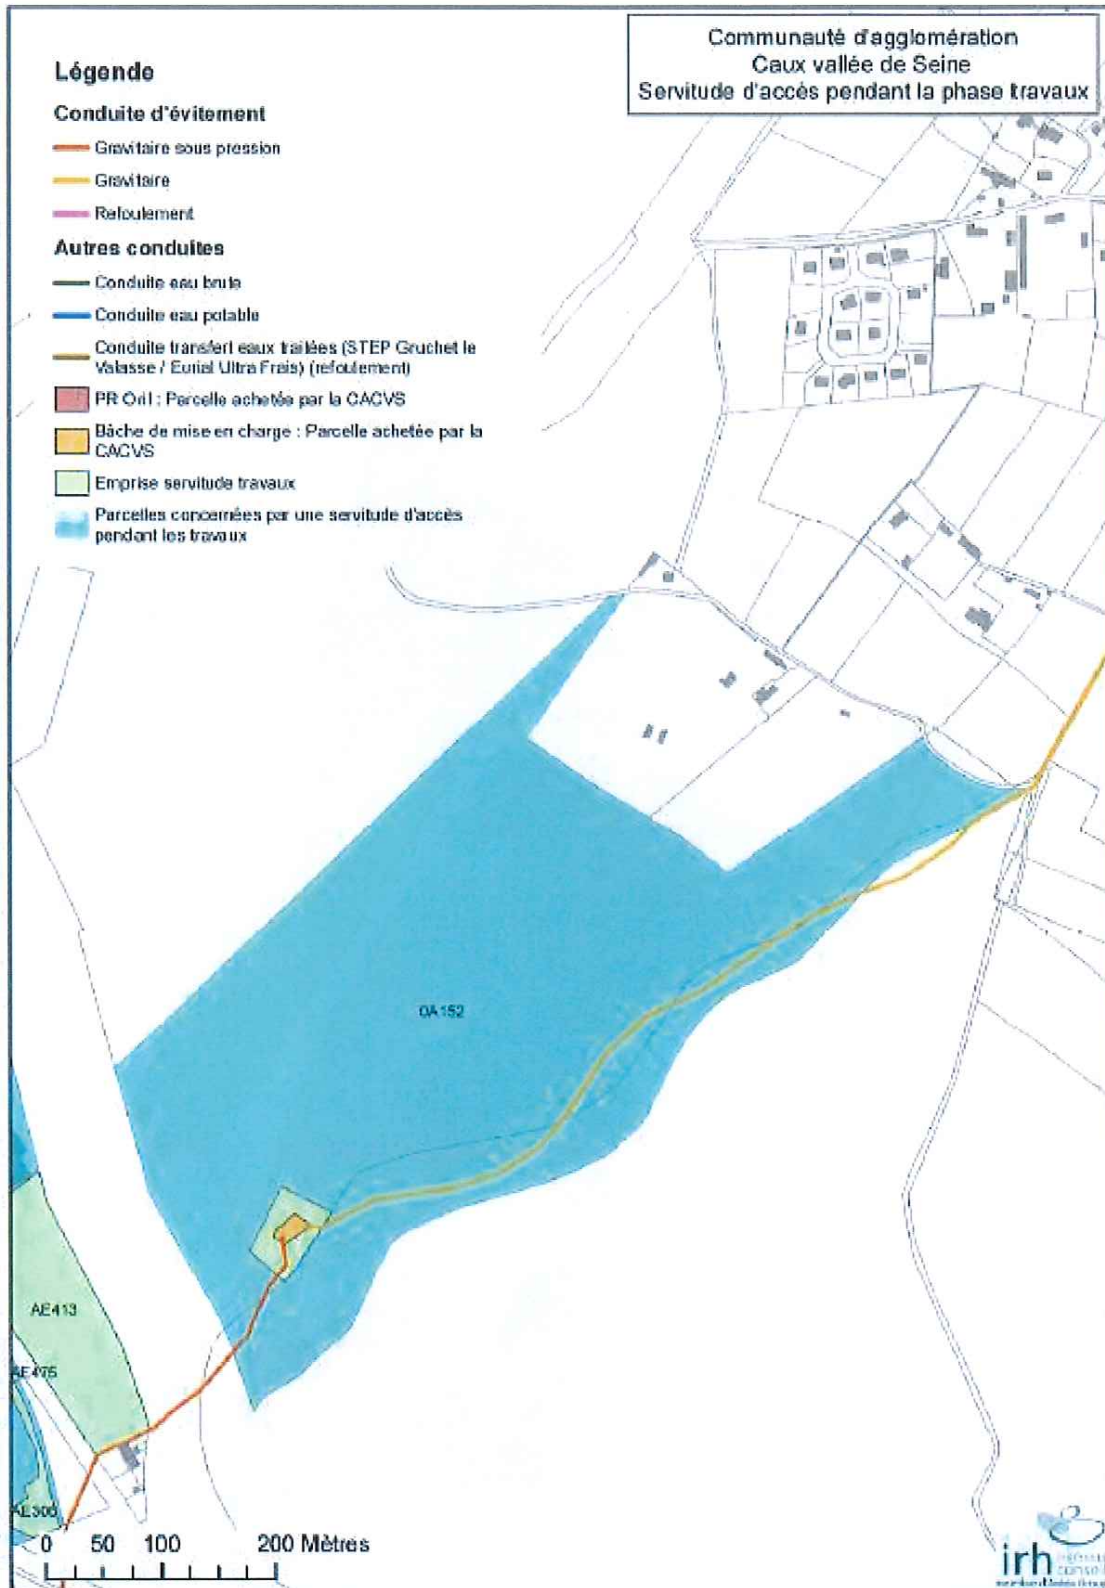 Communauté d'agglomération
Caux vallée de Seine
Servitude d'accès pendant la phase travaux
Légende
Conduite d'évitement
Gravitaire sous pression
Gravitaire
Refoulement
Autres conduites
Conduite eau brute
Conduite eau potable
Conduite transfert eaux traitées (STEP Gruchet le
Valasse / Eurial Ultra Frais) (refoulement)
PR Oril : Parcelle achetée par la CACVS
Bâche de mise en charge : Parcelle achetée par la
CACVS
Emprise servitude travaux
Parcelles concernées par une servitude d'accès
pendant les travaux
0A152
AE413
AE475
AE306
0 50 100 200 Mètres
irh
conseil